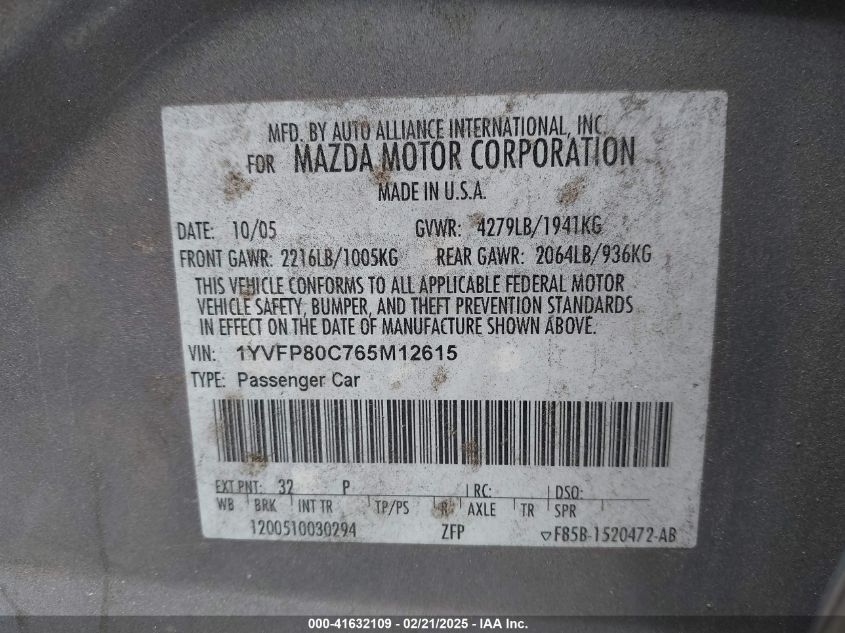 MFD. BY AUTO ALLIANCE INTERNATIONAL, INC.
FOR MAZDA MOTOR CORPORATION
MADE IN U.S.A.
DATE: 10/05 GVWR: 4279LB/1941KG
FRONT GAWR: 2216LB/1005KG REAR GAWR: 2064LB/936KG
THIS VEHICLE CONFORMS TO ALL APPLICABLE FEDERAL MOTOR
VEHICLE SAFETY, BUMPER, AND THEFT PREVENTION STANDARDS
IN EFFECT ON THE DATE OF MANUFACTURE SHOWN ABOVE.
VIN: 1YVFP80C765M12615
TYPE: Passenger Car
EXT PNT: 32 P RC: DSO:
WB BRK INT TR TP/PS R AXLE TR SPR
1200510030294 ZFP ▽F85B-1520472-AB
000-41632109 - 02/21/2025 - IAA Inc.